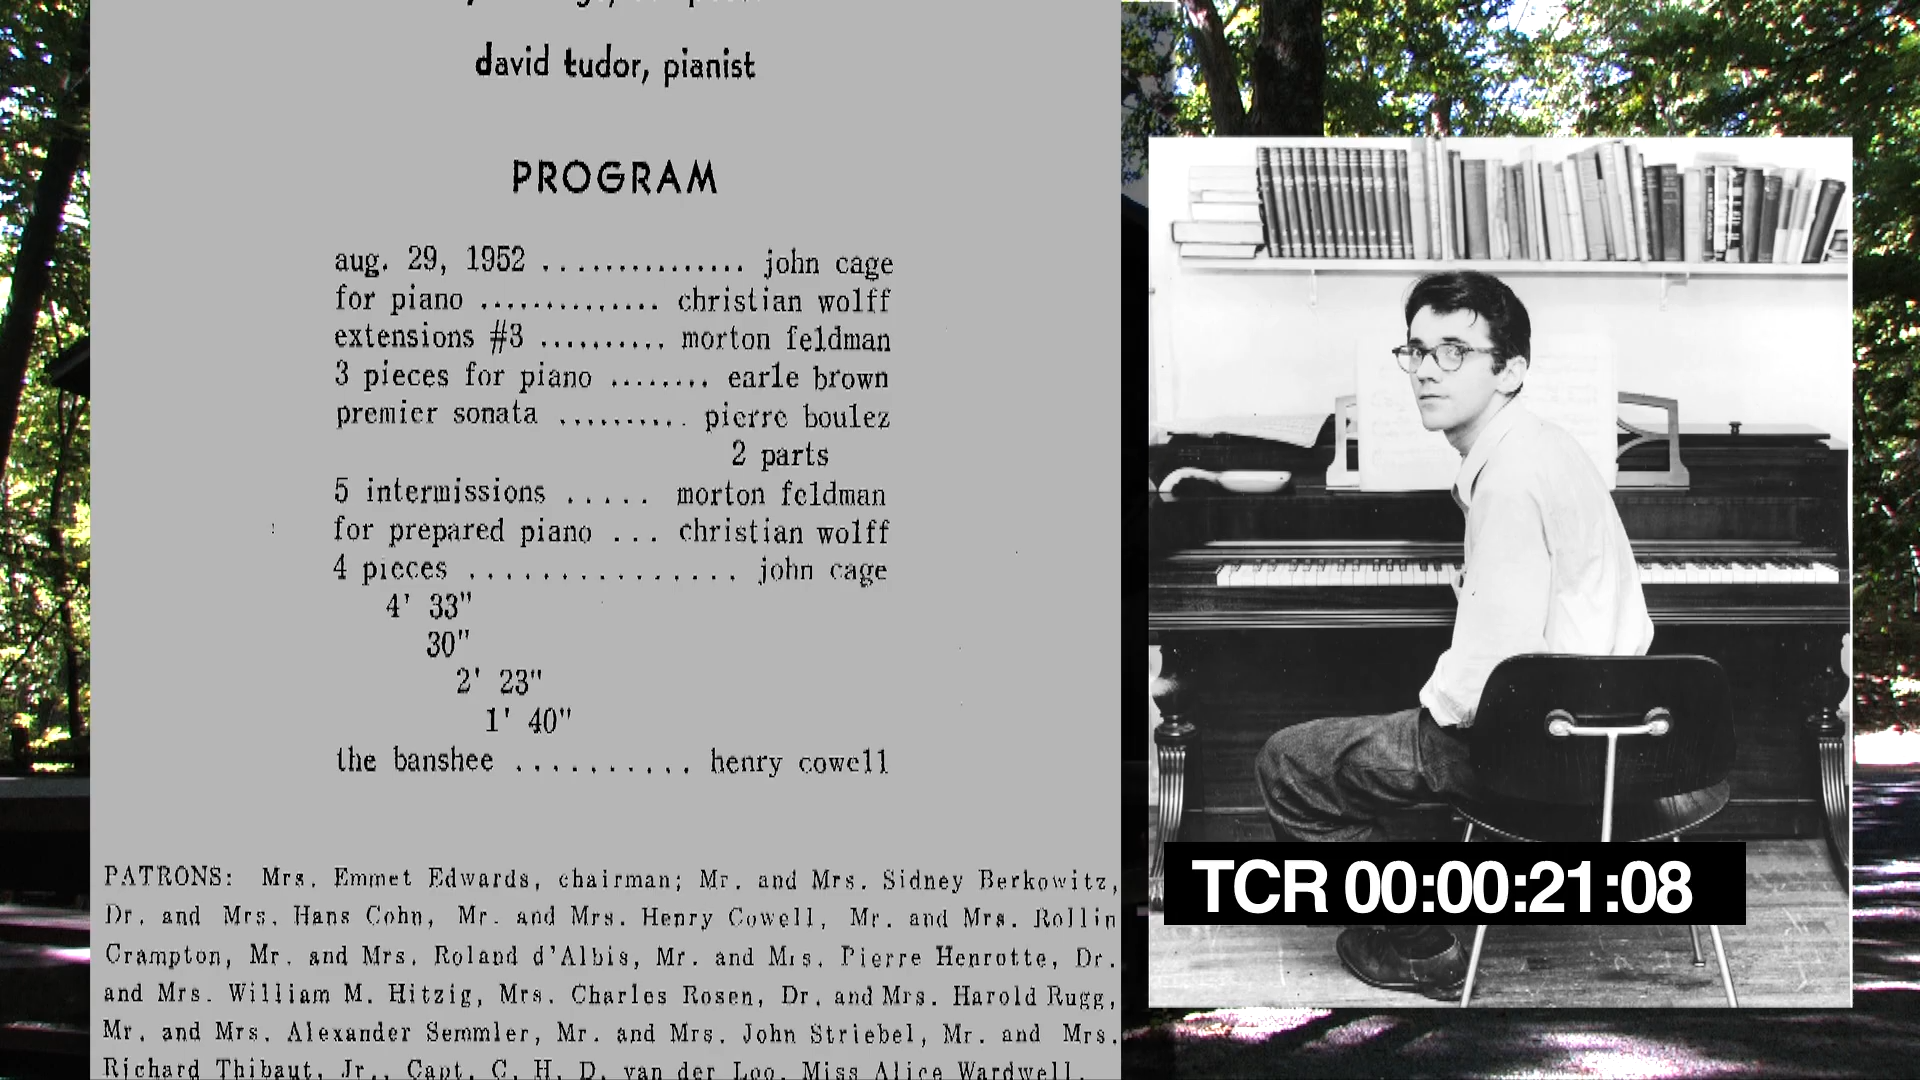 david tudor, pianist
PROGRAM
aug. 29, 1952 ............... john cage
for piano .............. christian wolff
extensions #3 .......... morton feldman
3 pieces for piano ........ earle brown
premier sonata .......... pierre boulez
2 parts
5 intermissions ..... morton feldman
for prepared piano ... christian wolff
4 pieces ............... john cage
4' 33"
30"
2' 23"
1' 40"
the banshee .......... henry cowell
PATRONS: Mrs. Emmet Edwards, chairman; Mr. and Mrs. Sidney Berkowitz,
Dr. and Mrs. Hans Cohn, Mr. and Mrs. Henry Cowell, Mr. and Mrs. Rollin
Crampton, Mr. and Mrs. Roland d'Albis, Mr. and Mrs. Pierre Henrotte, Dr.
and Mrs. William M. Hitzig, Mrs. Charles Rosen, Dr. and Mrs. Harold Rugg,
Mr. and Mrs. Alexander Semmler, Mr. and Mrs. John Striebel, Mr. and Mrs.
Richard Thibaut, Jr., Capt. C. H. D. van der Loo, Miss Alice Wardwell.
TCR 00:00:21:08